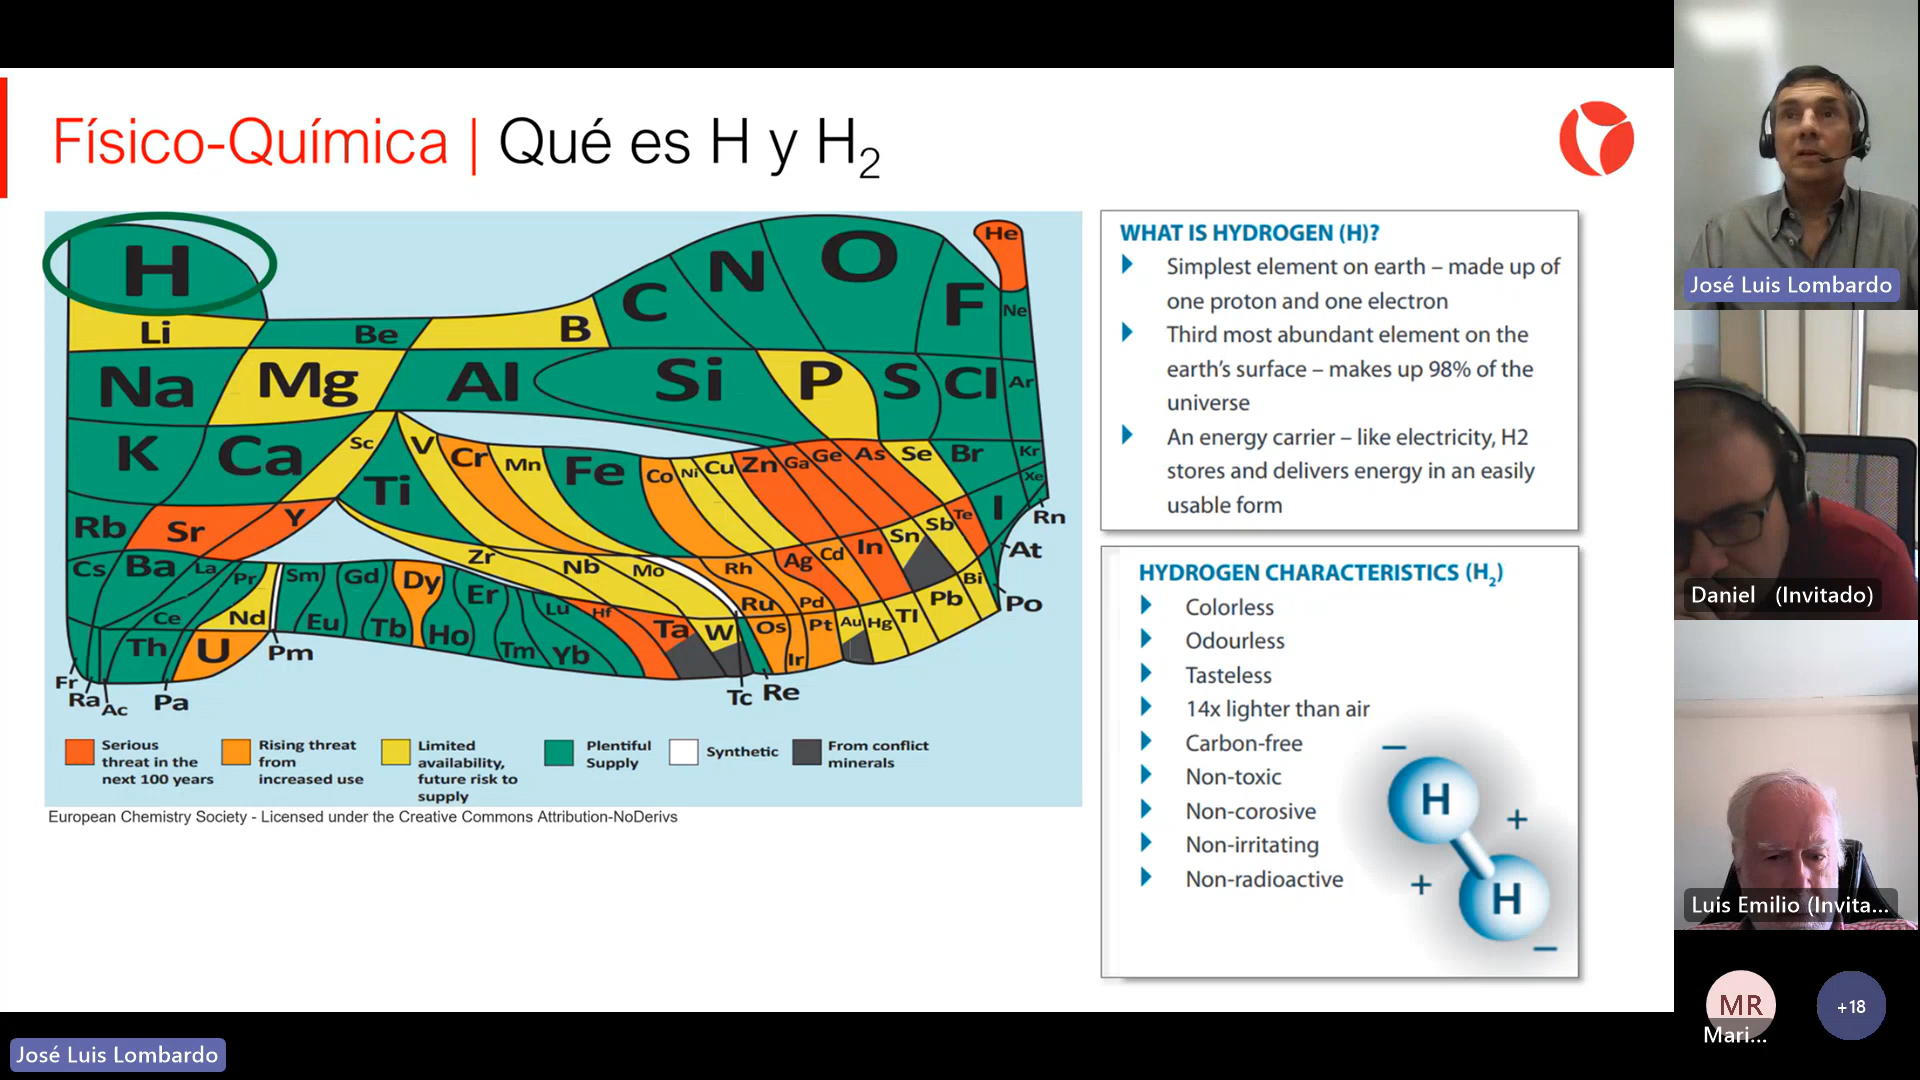 Físico-Química | Qué es H y H2
H
He
Li
Be
B
C
N
O
F
Ne
Na
Mg
Al
Si
P
S
Cl
Ar
K
Ca
Sc
Ti
V
Cr
Mn
Fe
Co
Ni
Cu
Zn
Ga
Ge
As
Se
Br
Kr
Rb
Sr
Y
Zr
Nb
Mo
Rh
Ag
Cd
In
Sn
Sb
Te
I
Xe
Rn
Cs
Ba
La
Pr
Sm
Gd
Dy
Er
Lu
Hf
Ru
Pd
Bi
At
Ce
Nd
Eu
Tb
Ho
Tm
Yb
Ta
W
Os
Ir
Pt
Au
Hg
Tl
Pb
Po
Th
U
Pm
Fr
Ra
Ac
Pa
Tc
Re
Serious
threat in the
next 100 years
Rising threat
from
increased use
Limited
availability,
future risk to
supply
Plentiful
Supply
Synthetic
From conflict
minerals
European Chemistry Society - Licensed under the Creative Commons Attribution-NoDerivs
WHAT IS HYDROGEN (H)?
Simplest element on earth – made up of
one proton and one electron
Third most abundant element on the
earth's surface – makes up 98% of the
universe
An energy carrier – like electricity, H2
stores and delivers energy in an easily
usable form
HYDROGEN CHARACTERISTICS (H2)
Colorless
Odourless
Tasteless
14x lighter than air
Carbon-free
Non-toxic
Non-corosive
Non-irritating
Non-radioactive
− H +
+ H −
José Luis Lombardo
Daniel (Invitado)
Luis Emilio (Invita...
MR
Mari...
+18
José Luis Lombardo